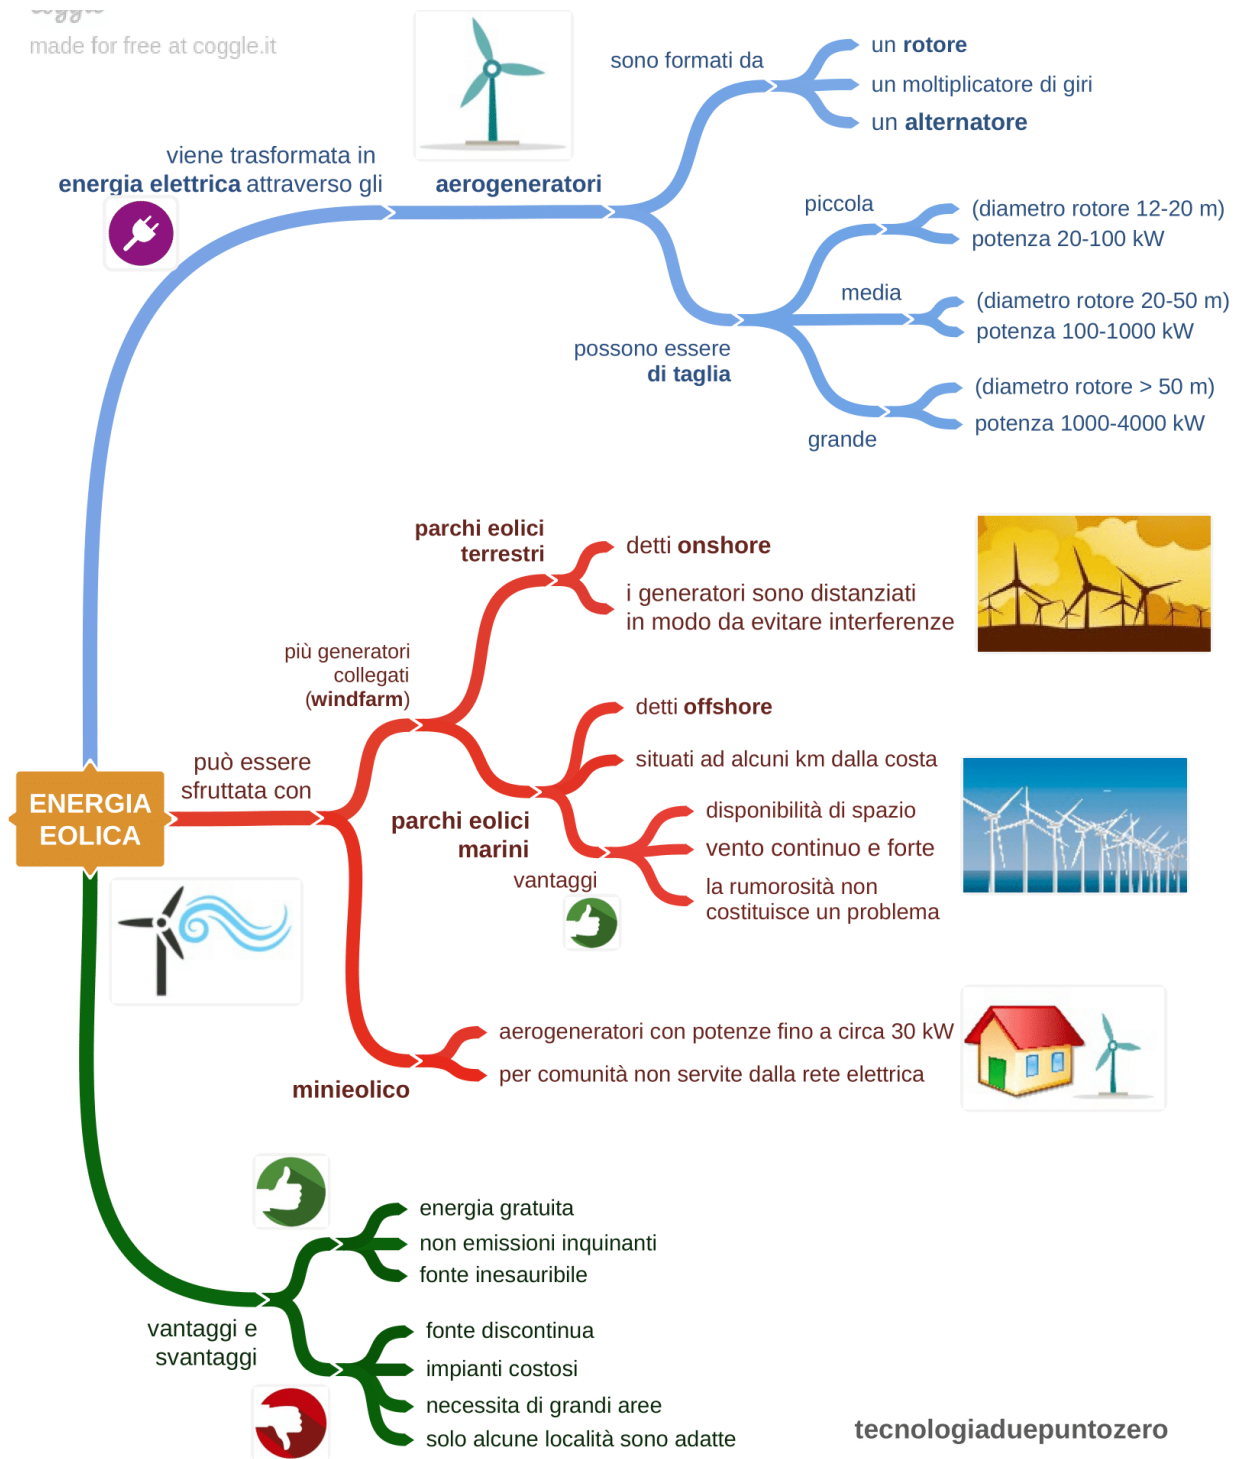 made for free at coggle.it
sono formati da
un rotore
un moltiplicatore di giri
un alternatore
viene trasformata in
energia elettrica attraverso gli
aerogeneratori
piccola
(diametro rotore 12-20 m)
potenza 20-100 kW
media
(diametro rotore 20-50 m)
potenza 100-1000 kW
possono essere
di taglia
grande
(diametro rotore > 50 m)
potenza 1000-4000 kW
ENERGIA
EOLICA
può essere
sfruttata con
più generatori
collegati
(windfarm)
parchi eolici
terrestri
detti onshore
i generatori sono distanziati
in modo da evitare interferenze
parchi eolici
marini
detti offshore
situati ad alcuni km dalla costa
vantaggi
disponibilità di spazio
vento continuo e forte
la rumorosità non
costituisce un problema
minieolico
aerogeneratori con potenze fino a circa 30 kW
per comunità non servite dalla rete elettrica
vantaggi e
svantaggi
energia gratuita
non emissioni inquinanti
fonte inesauribile
fonte discontinua
impianti costosi
necessita di grandi aree
solo alcune località sono adatte
tecnologiaduepuntozero